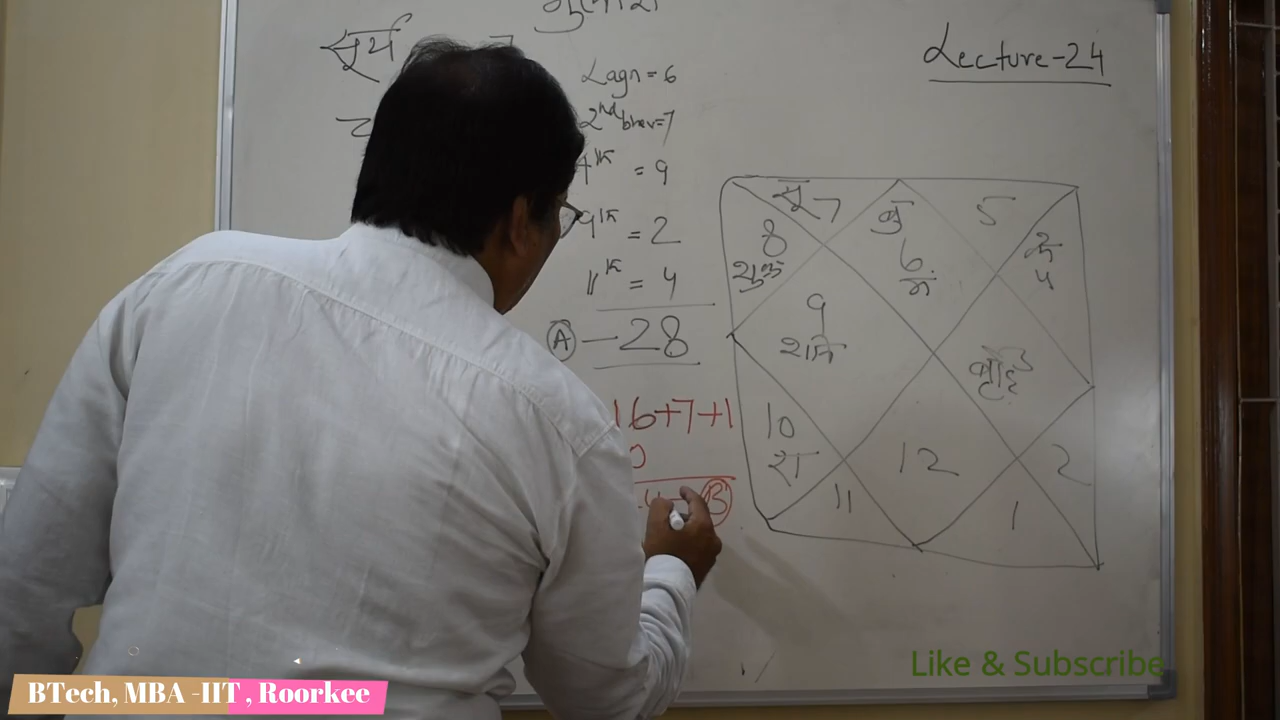 सूर्य
Lecture-24
Lagn = 6
2nd bhav=7
= 9
9th = 2
11th = 4
(A) - 28
16+7+1
0
B
सू 7
बु
5
8
शुक्र
6
4
9
शनि
10
रा
12
2
11
1
Like & Subscribe
BTech, MBA -IIT , Roorkee